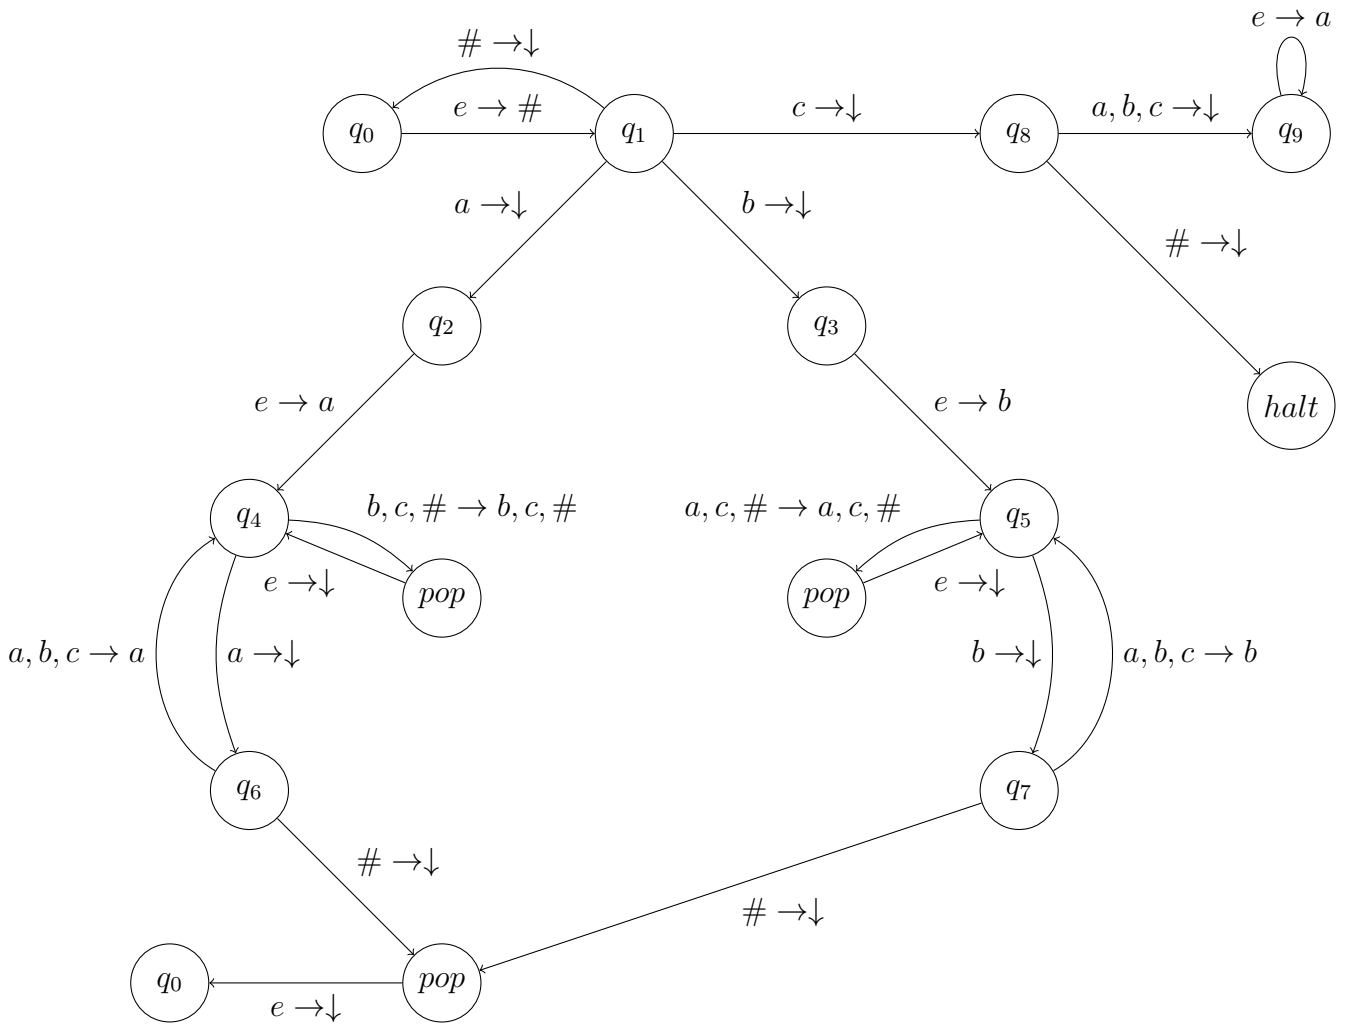 e → a
# →↓
e → #
c →↓
a, b, c →↓
q0
q1
q8
q9
a →↓
b →↓
# →↓
q2
q3
e → a
e → b
halt
b, c, # → b, c, #
a, c, # → a, c, #
q4
q5
e →↓
pop
pop
e →↓
a, b, c → a
a →↓
b →↓
a, b, c → b
q6
q7
# →↓
# →↓
q0
pop
e →↓